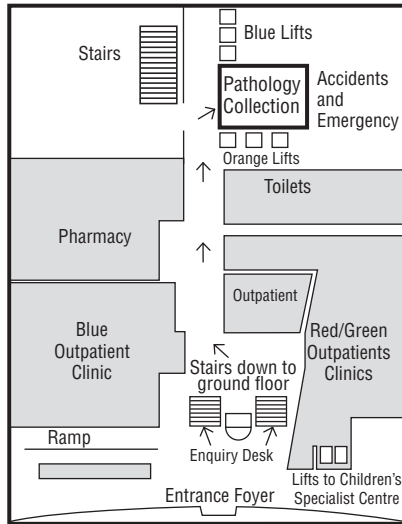 Stairs
Blue Lifts
Pathology
Collection
Accidents
and
Emergency
Orange Lifts
Toilets
Pharmacy
Outpatient
Blue
Outpatient
Clinic
Red/Green
Outpatients
Clinics
Stairs down to
ground floor
Ramp
Enquiry Desk
Lifts to Children's
Specialist Centre
Entrance Foyer